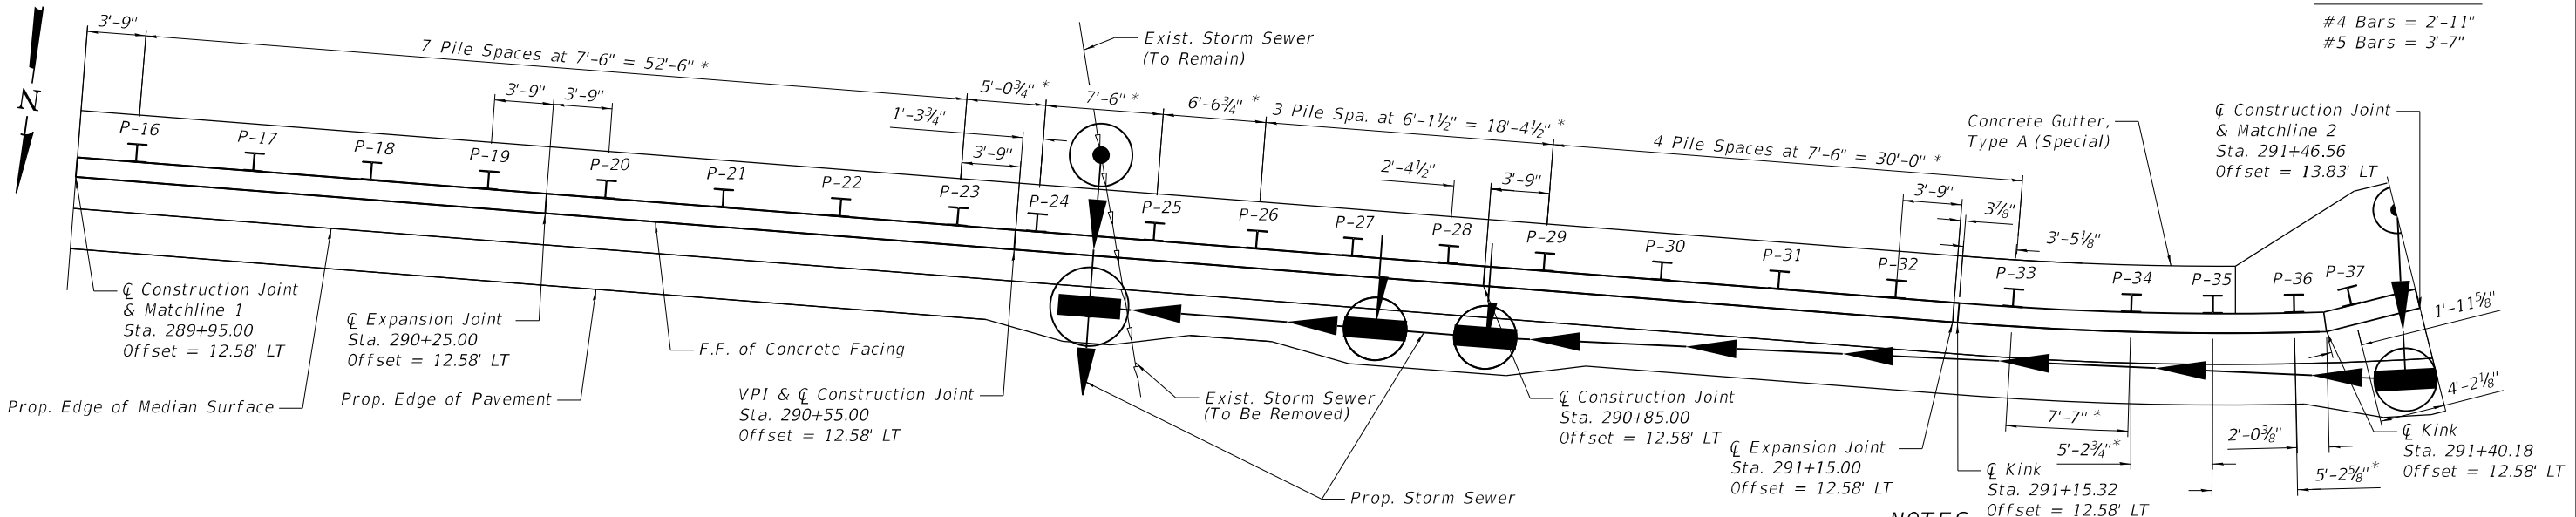 #4 Bars = 2'-11"
#5 Bars = 3'-7"
N
3'-9"
7 Pile Spaces at 7'-6" = 52'-6" *
3'-9"
3'-9"
5'-0¾" *
1'-3¾"
3'-9"
Exist. Storm Sewer
(To Remain)
7'-6" *
6'-6¾" *
3 Pile Spa. at 6'-1½" = 18'-4½" *
2'-4½"
3'-9"
4 Pile Spaces at 7'-6" = 30'-0" *
3'-9"
3⅞"
3'-5⅛"
Concrete Gutter,
Type A (Special)
℄ Construction Joint
& Matchline 2
Sta. 291+46.56
Offset = 13.83' LT
P-16
P-17
P-18
P-19
P-20
P-21
P-22
P-23
P-24
P-25
P-26
P-27
P-28
P-29
P-30
P-31
P-32
P-33
P-34
P-35
P-36
P-37
℄ Construction Joint
& Matchline 1
Sta. 289+95.00
Offset = 12.58' LT
℄ Expansion Joint
Sta. 290+25.00
Offset = 12.58' LT
F.F. of Concrete Facing
Prop. Edge of Median Surface
Prop. Edge of Pavement
VPI & ℄ Construction Joint
Sta. 290+55.00
Offset = 12.58' LT
Exist. Storm Sewer
(To Be Removed)
Prop. Storm Sewer
℄ Construction Joint
Sta. 290+85.00
Offset = 12.58' LT
℄ Expansion Joint
Sta. 291+15.00
Offset = 12.58' LT
℄ Kink
Sta. 291+15.32
Offset = 12.58' LT
7'-7" *
5'-2¾" *
2'-0⅜"
5'-2⅝" *
1'-11⅝"
4'-2⅛"
℄ Kink
Sta. 291+40.18
Offset = 12.58' LT
NOTES